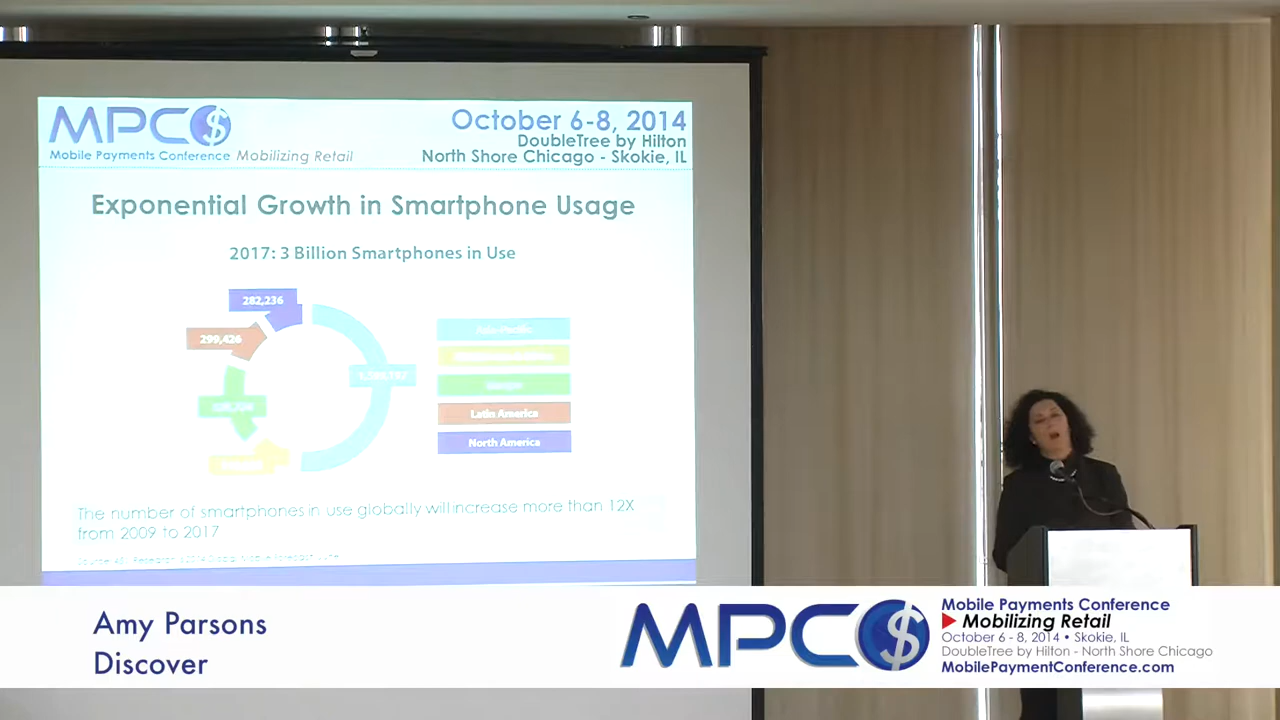 MPC$
Mobile Payments Conference Mobilizing Retail
October 6-8, 2014
DoubleTree by Hilton
North Shore Chicago - Skokie, IL
Exponential Growth in Smartphone Usage
2017: 3 Billion Smartphones in Use
282,236
299,426
Asia-Pacific
Europe
Latin America
North America
The number of smartphones in use globally will increase more than 12X
from 2009 to 2017
Amy Parsons
Discover
MPC$
Mobile Payments Conference
Mobilizing Retail
October 6 - 8, 2014 • Skokie, IL
DoubleTree by Hilton - North Shore Chicago
MobilePaymentConference.com